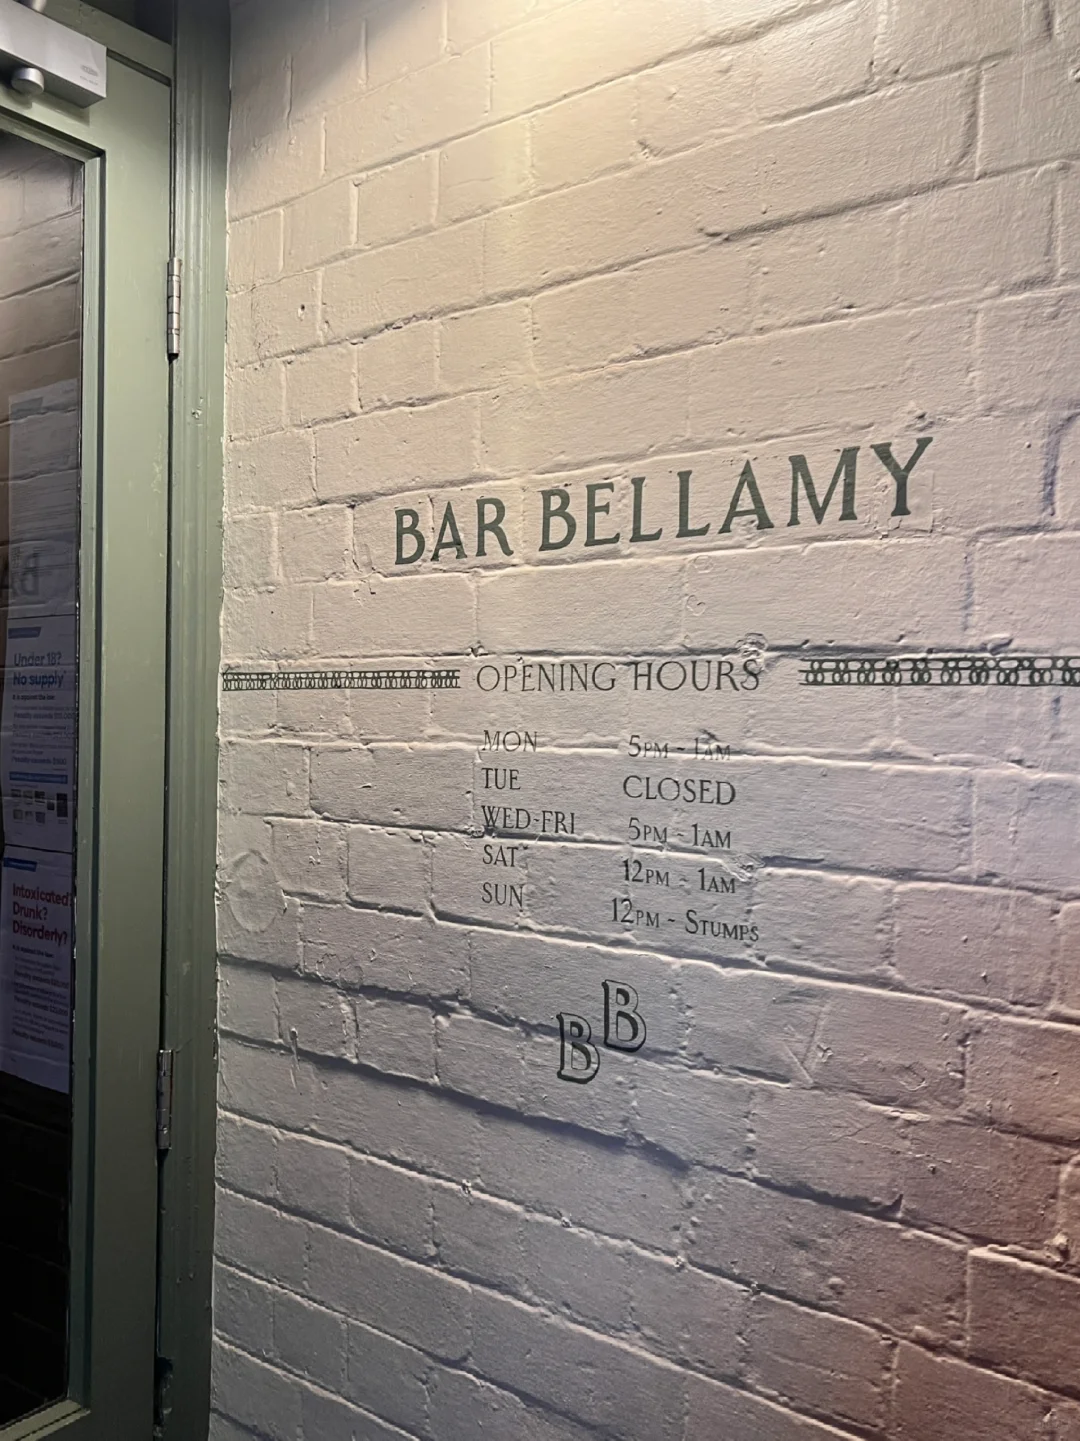 BAR BELLAMY
OPENING HOURS
MON 5PM - 1AM
TUE CLOSED
WED-FRI 5PM - 1AM
SAT 12PM - 1AM
SUN 12PM - STUMPS
BB
Under 18?
No supply
Intoxicated?
Drunk?
Disorderly?